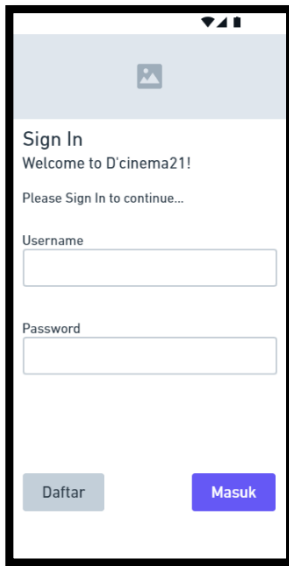 Sign In
Welcome to D'cinema21!
Please Sign In to continue...
Username
Password
Daftar
Masuk